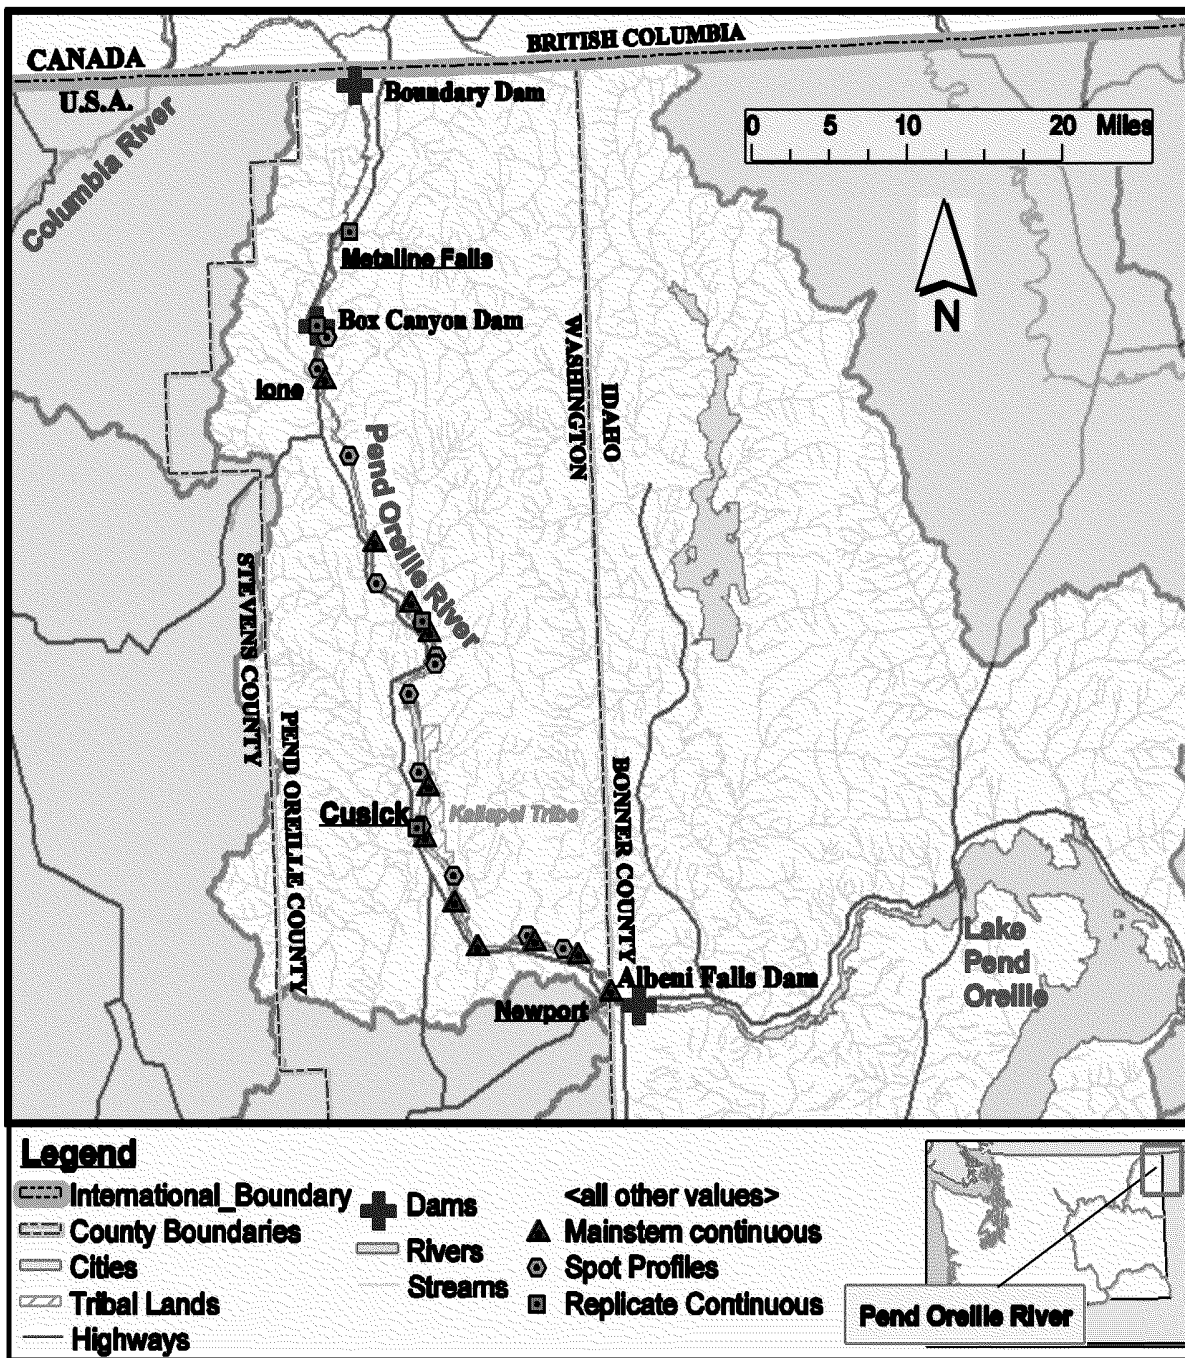 BRITISH COLUMBIA
CANADA
U.S.A.
Columbia River
Boundary Dam
0 5 10 20 Miles
N
Metaline Falls
Box Canyon Dam
Ione
WASHINGTON
IDAHO
Pend Oreille River
STEVENS COUNTY
PEND OREILLE COUNTY
Cusick
Kalispel Tribe
BONNER COUNTY
Albeni Falls Dam
Newport
Lake
Pend
Oreille
Legend
International_Boundary
County Boundaries
Cities
Tribal Lands
Highways
Dams
Rivers
Streams
<all other values>
Mainstem continuous
Spot Profiles
Replicate Continuous
Pend Oreille River